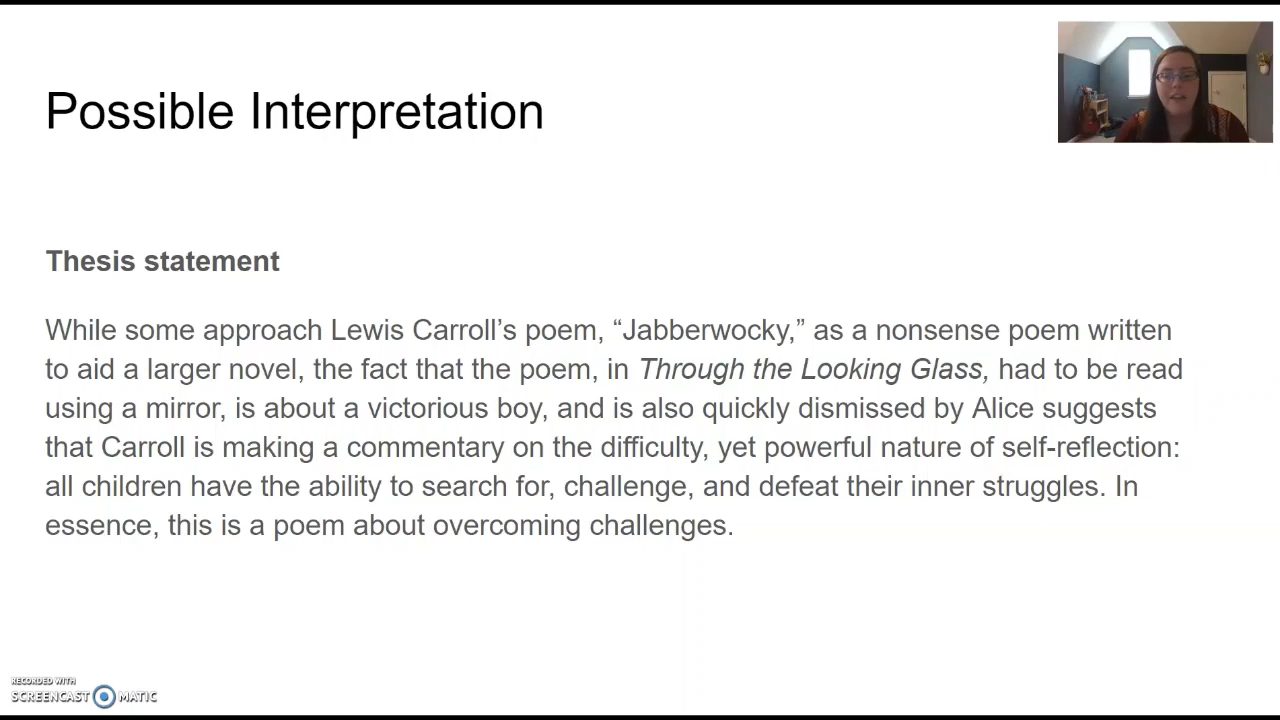 Possible Interpretation
Thesis statement
While some approach Lewis Carroll’s poem, “Jabberwocky,” as a nonsense poem written
to aid a larger novel, the fact that the poem, in Through the Looking Glass, had to be read
using a mirror, is about a victorious boy, and is also quickly dismissed by Alice suggests
that Carroll is making a commentary on the difficulty, yet powerful nature of self-reflection:
all children have the ability to search for, challenge, and defeat their inner struggles. In
essence, this is a poem about overcoming challenges.
RECORDED WITH
SCREENCAST MATIC